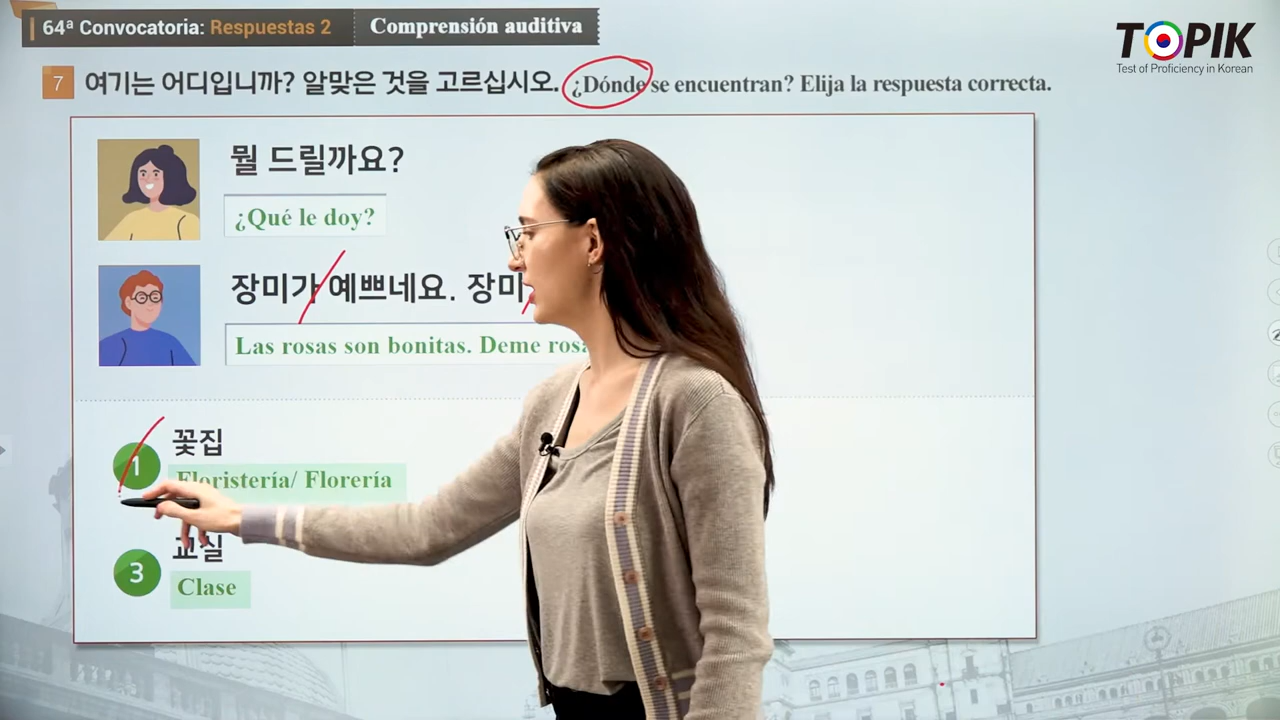 64ª Convocatoria: Respuestas 2 Comprensión auditiva
TOPIK
Test of Proficiency in Korean
7 여기는 어디입니까? 알맞은 것을 고르십시오. ¿Dónde se encuentran? Elija la respuesta correcta.
뭘 드릴까요?
¿Qué le doy?
장미가 예쁘네요. 장미
Las rosas son bonitas. Deme
1 꽃집
Floristería/ Florería
3 교실
Clase